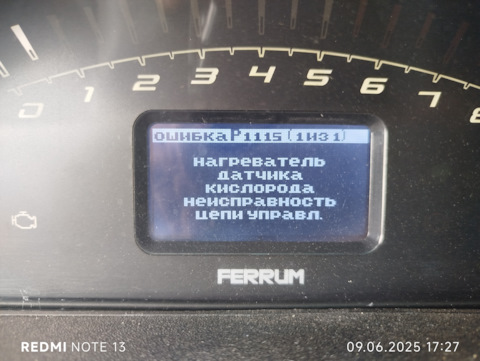 0 1 2 3 4 5 6 7 8
ОШИБКА P1115 (1ИЗ1)
НАГРЕВАТЕЛЬ
ДАТЧИКА
КИСЛОРОДА
НЕИСПРАВНОСТЬ
ЦЕПИ УПРАВЛ.
FERRUM
REDMI NOTE 13
09.06.2025 17:27